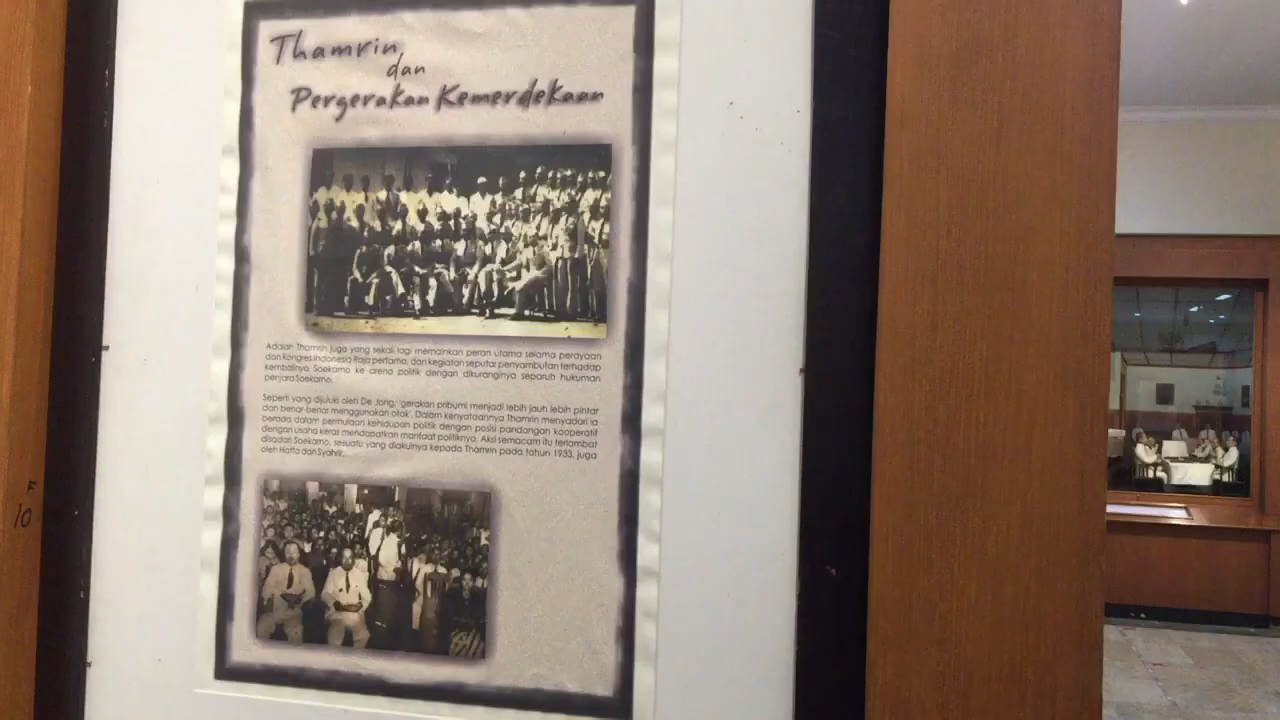 Thamrin
dan
Pergerakan Kemerdekaan
Adalah Thamrin juga yang sekali lagi memainkan peran utama selama perayaan
dan Kongres Indonesia Raja pertama, dan kegiatan seputar penyambutan terhadap
kembalinya Soekarno ke arena politik dengan dikuranginya separuh hukuman
penjara Soekarno.
Seperti yang dijuluki oleh De Jong; 'gerakan pribumi menjadi lebih jauh lebih pintar
dan benar-benar menggunakan otak'. Dalam kenyataannya Thamrin menyadari ia
berada dalam permulaan kehidupan politik dengan posisi pandangan kooperatif
dengan usaha keras mendapatkan manfaat politiknya. Aksi semacam itu terlambat
disadari Soekarno, sesuatu yang diakuinya kepada Thamrin pada tahun 1933, juga
oleh Hatta dan Syahrir.
F
10